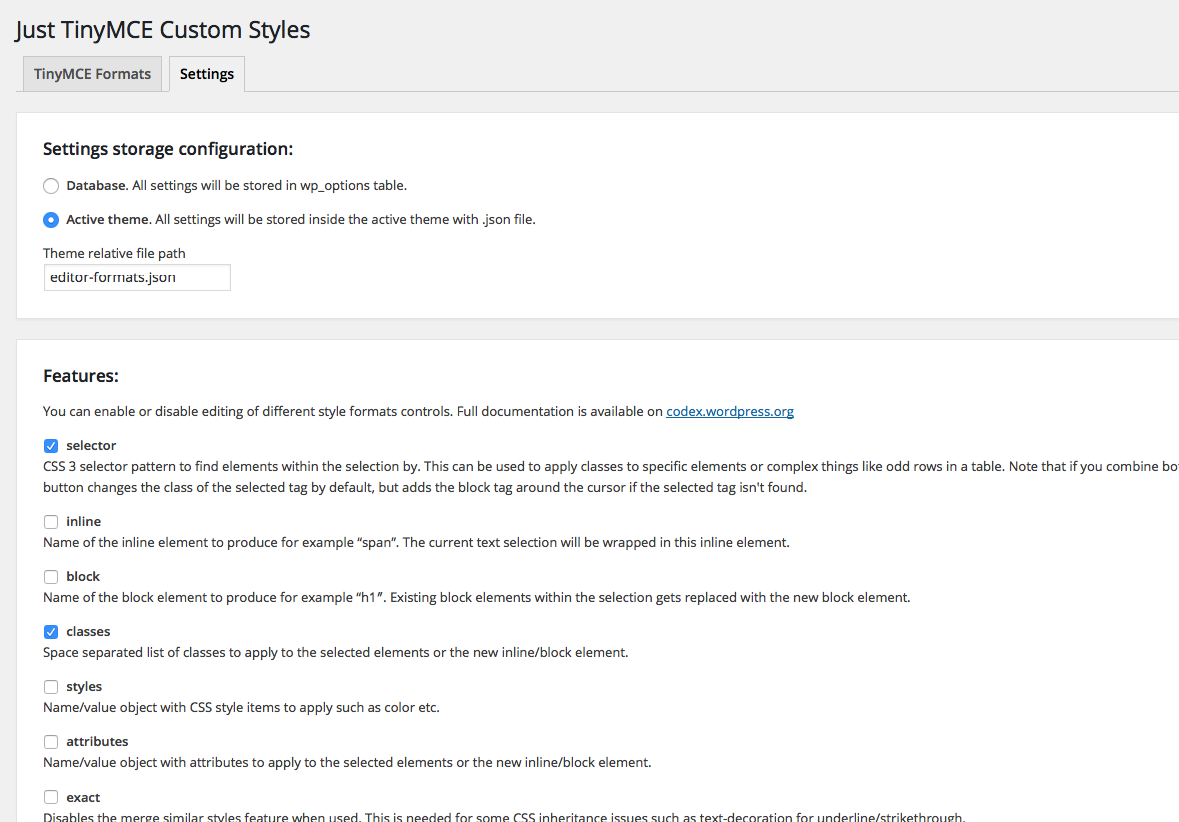 Just TinyMCE Custom Styles
TinyMCE Formats
Settings
Settings storage configuration:
Database. All settings will be stored in wp_options table.
Active theme. All settings will be stored inside the active theme with .json file.
Theme relative file path
editor-formats.json
Features:
You can enable or disable editing of different style formats controls. Full documentation is available on codex.wordpress.org
selector
CSS 3 selector pattern to find elements within the selection by. This can be used to apply classes to specific elements or complex things like odd rows in a table. Note that if you combine bo
button changes the class of the selected tag by default, but adds the block tag around the cursor if the selected tag isn't found.
inline
Name of the inline element to produce for example “span”. The current text selection will be wrapped in this inline element.
block
Name of the block element to produce for example “h1″. Existing block elements within the selection gets replaced with the new block element.
classes
Space separated list of classes to apply to the selected elements or the new inline/block element.
styles
Name/value object with CSS style items to apply such as color etc.
attributes
Name/value object with attributes to apply to the selected elements or the new inline/block element.
exact
Disables the merge similar styles feature when used. This is needed for some CSS inheritance issues such as text-decoration for underline/strikethrough.